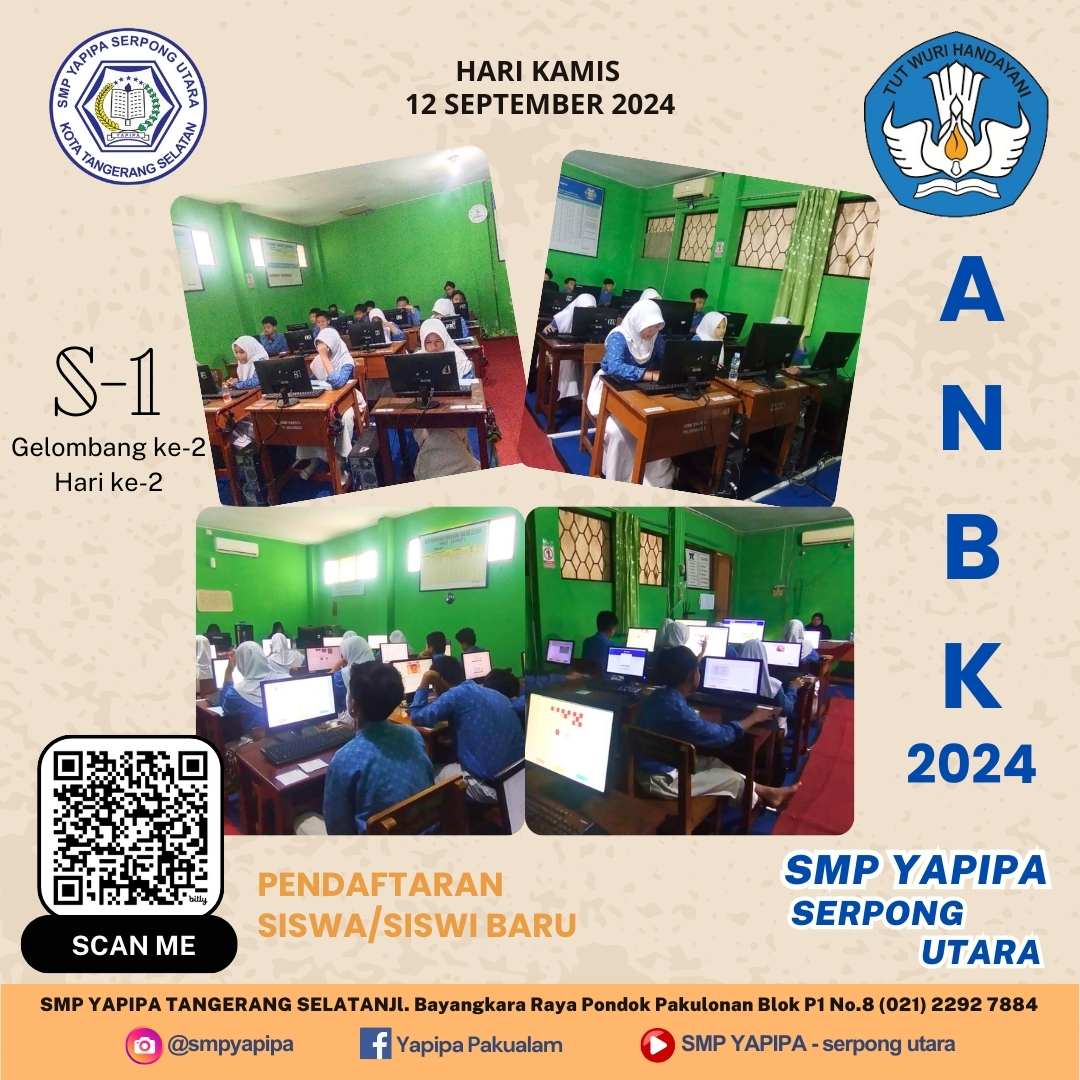 SMP YAPIPA SERPONG UTARA
KOTA TANGERANG SELATAN
YAPIPA
HARI KAMIS
12 SEPTEMBER 2024
TUT WURI HANDAYANI
A
N
B
K
2024
S-1
Gelombang ke-2
Hari ke-2
bitly
SCAN ME
PENDAFTARAN
SISWA/SISWI BARU
SMP YAPIPA
SERPONG
UTARA
SMP YAPIPA TANGERANG SELATANJl. Bayangkara Raya Pondok Pakulonan Blok P1 No.8 (021) 2292 7884
@smpyapipa
Yapipa Pakualam
SMP YAPIPA - serpong utara